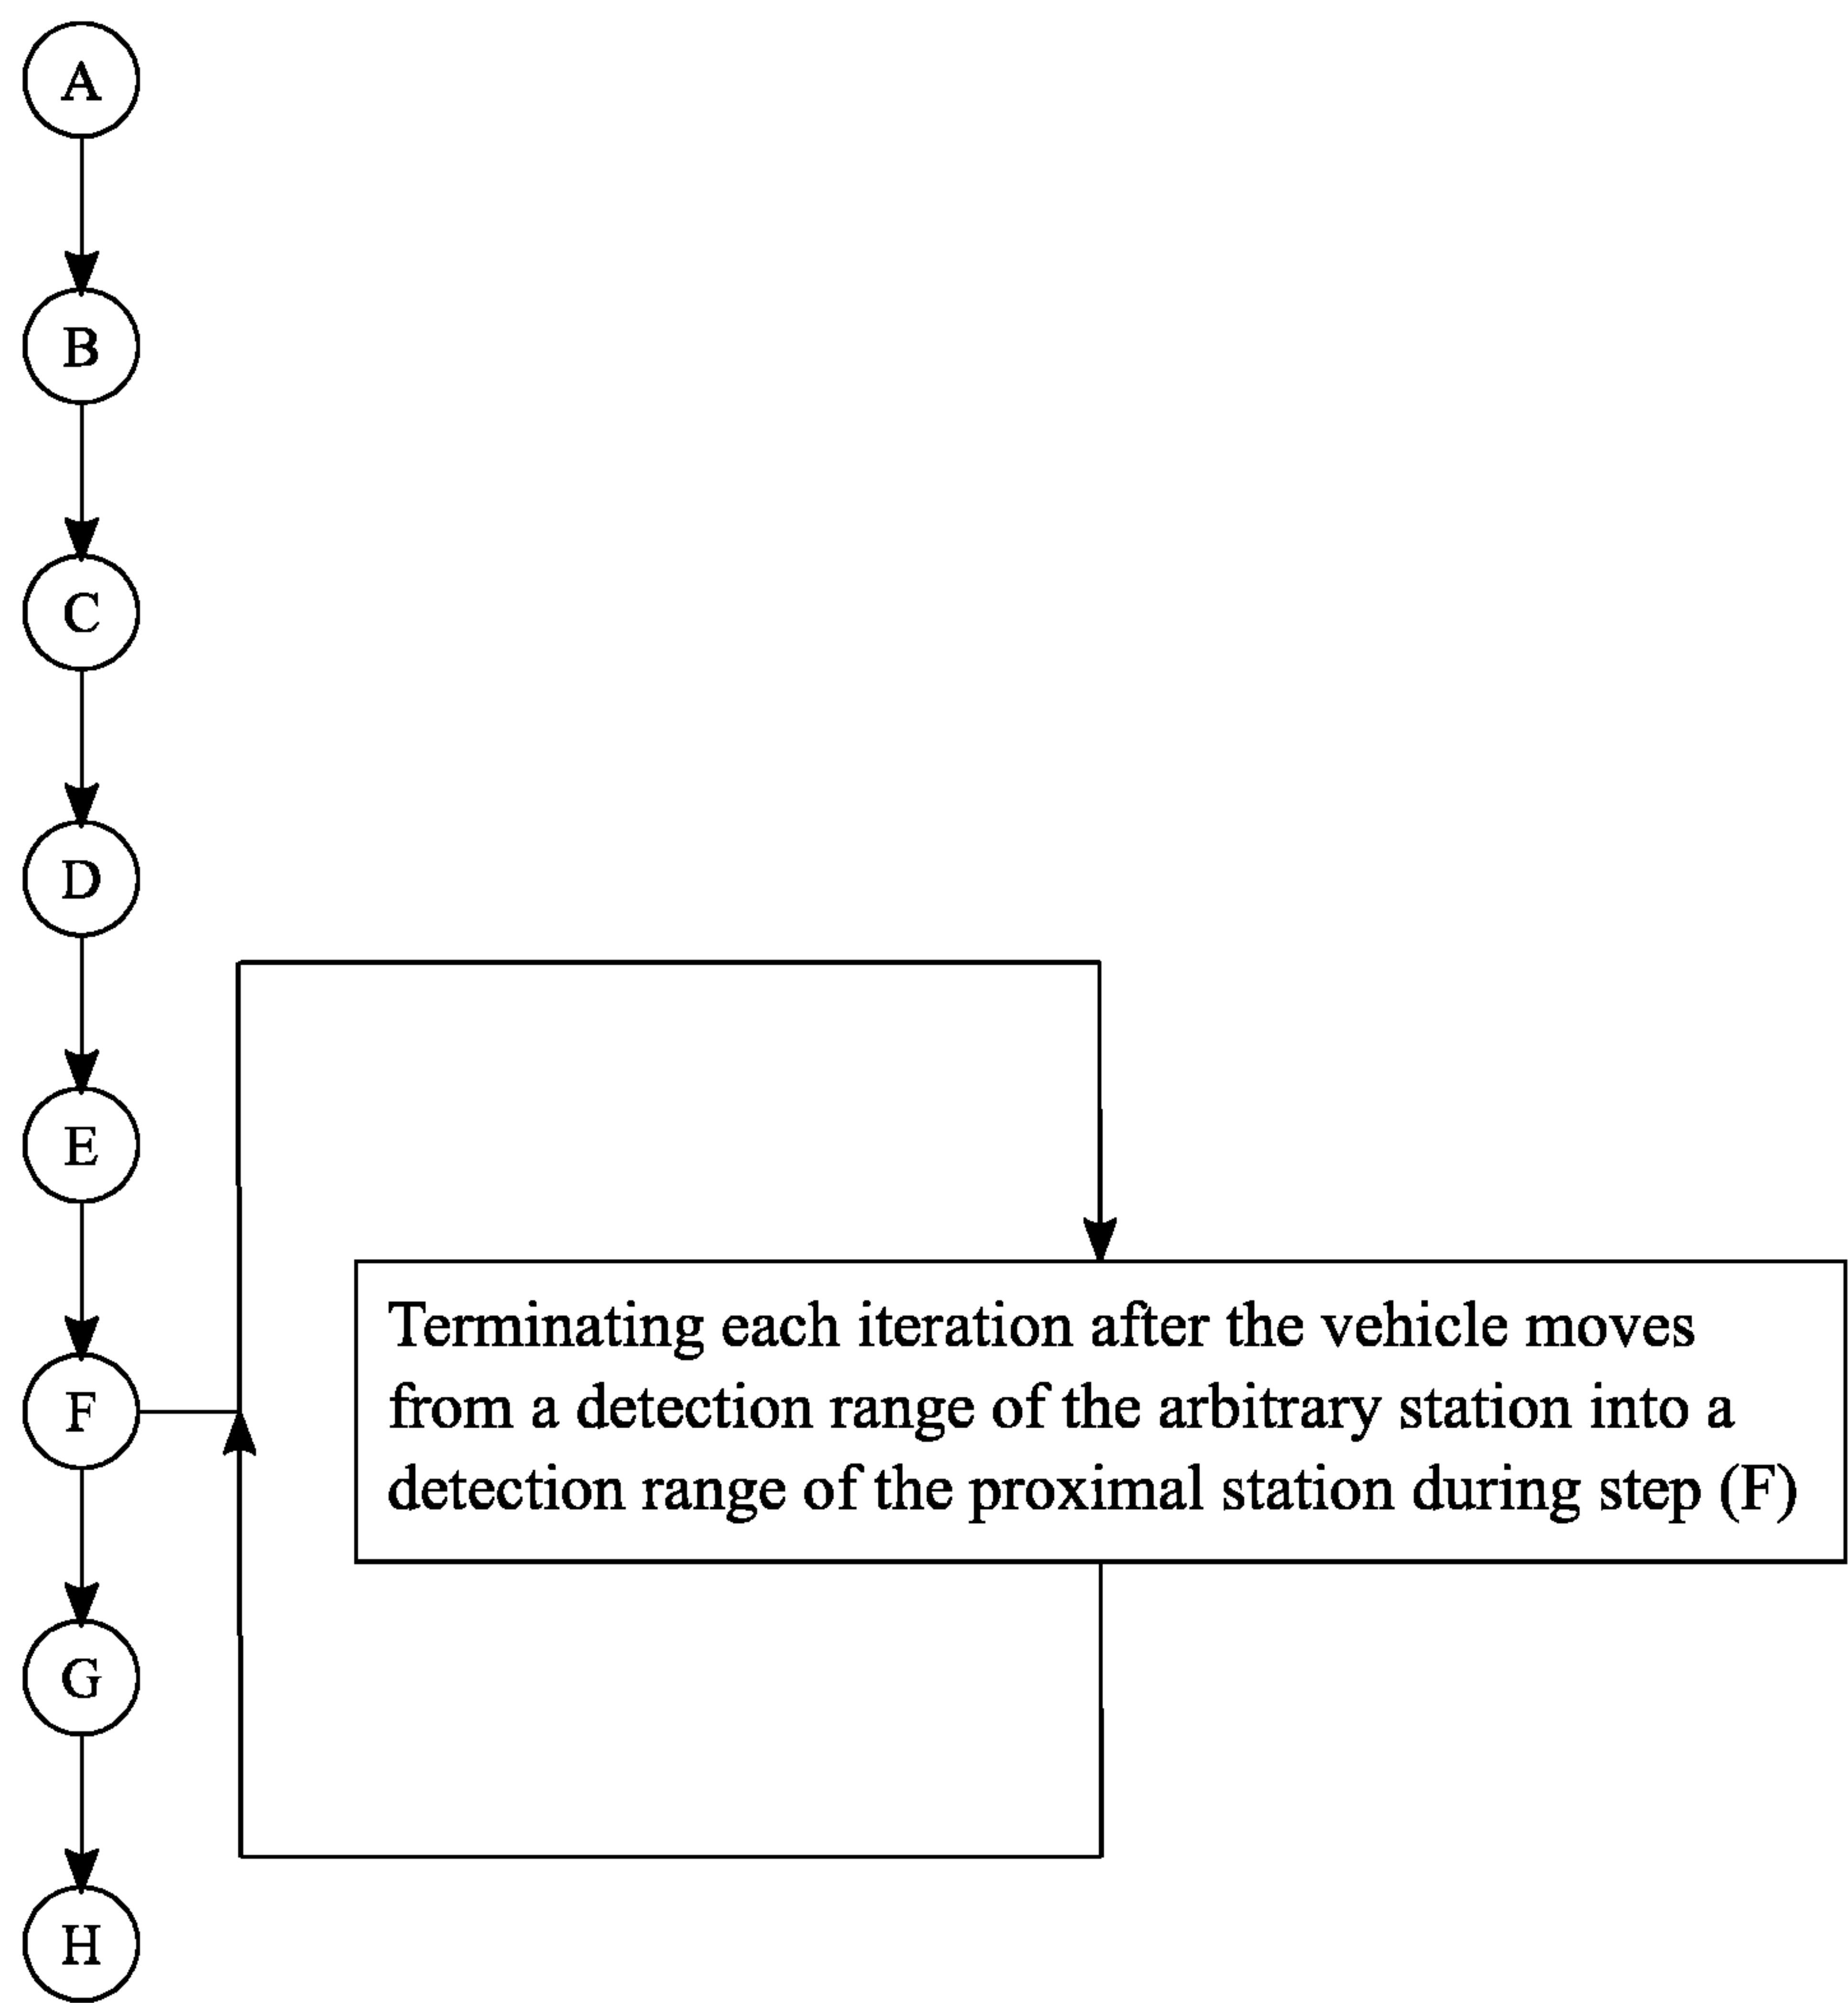 A
B
C
D
E
F
Terminating each iteration after the vehicle moves
from a detection range of the arbitrary station into a
detection range of the proximal station during step (F)
G
H